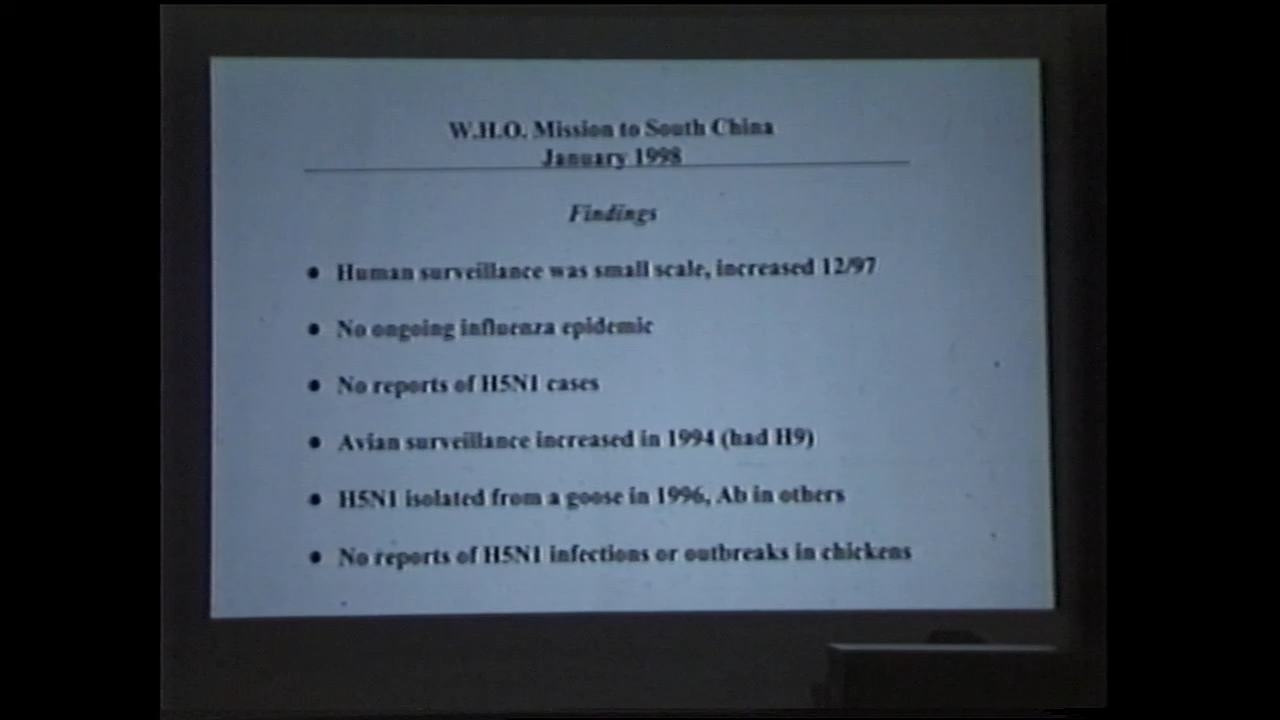 W.H.O. Mission to South China
January 1998
Findings
● Human surveillance was small scale, increased 12/97
● No ongoing influenza epidemic
● No reports of H5N1 cases
● Avian surveillance increased in 1994 (had H9)
● H5N1 isolated from a goose in 1996, Ab in others
● No reports of H5N1 infections or outbreaks in chickens